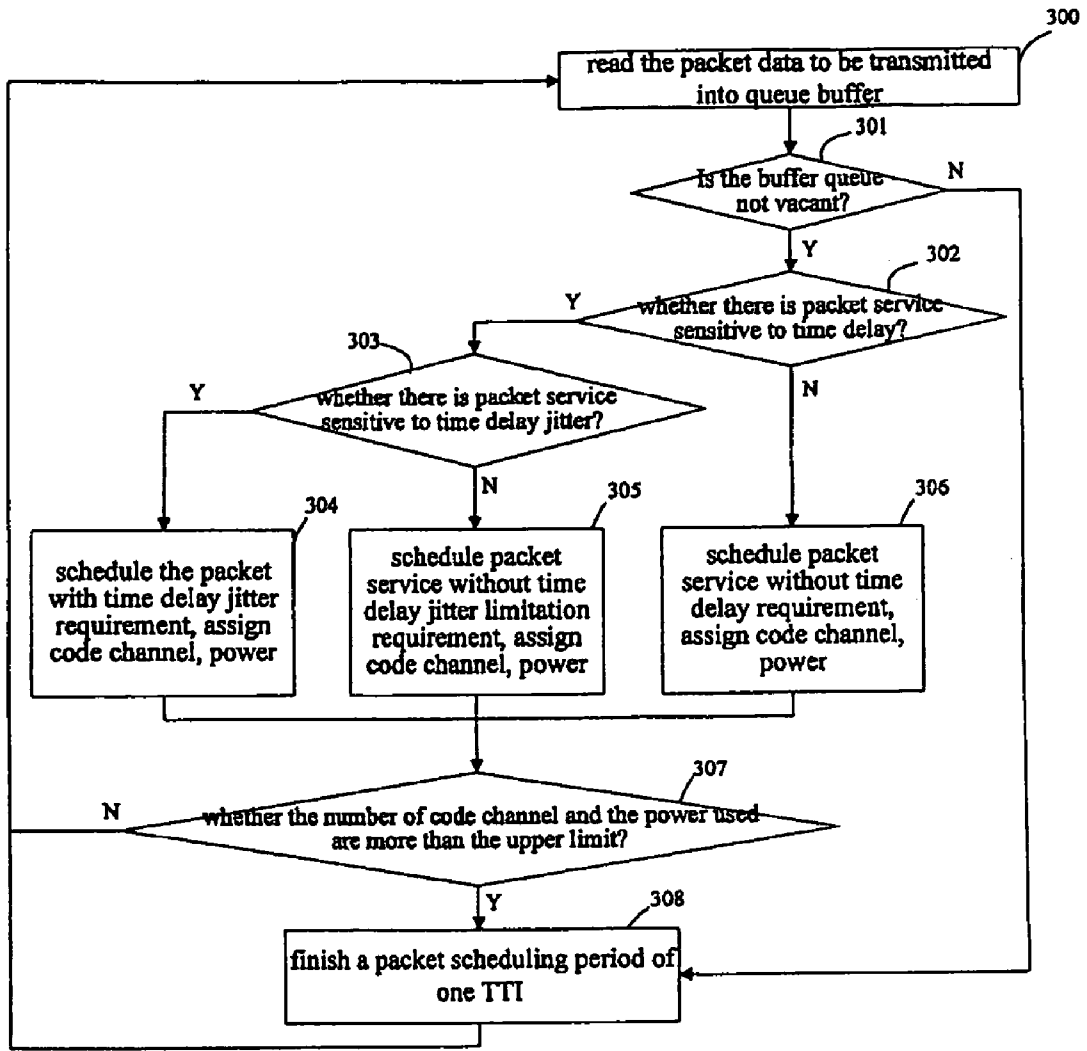 300
read the packet data to be transmitted
into queue buffer
301
Is the buffer queue
not vacant?
N
Y
302
whether there is packet service
sensitive to time delay?
Y
N
303
whether there is packet service
sensitive to time delay jitter?
Y
N
304
schedule the packet
with time delay jitter
requirement, assign
code channel, power
305
schedule packet
service without time
delay jitter limitation
requirement, assign
code channel, power
306
schedule packet
service without time
delay requirement,
assign code channel,
power
307
whether the number of code channel and the power used
are more than the upper limit?
N
Y
308
finish a packet scheduling period of
one TTI